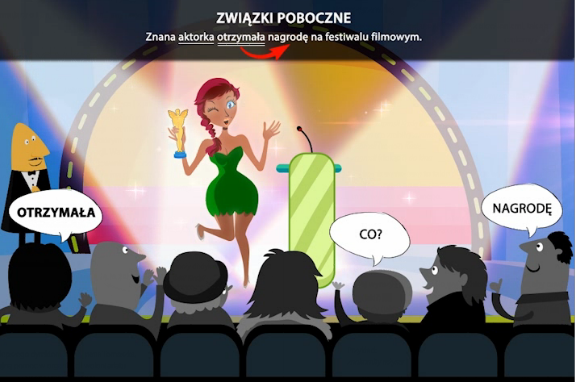 ZWIĄZKI POBOCZNE
Znana aktorka otrzymała nagrodę na festiwalu filmowym.
OTRZYMAŁA
CO?
NAGRODĘ